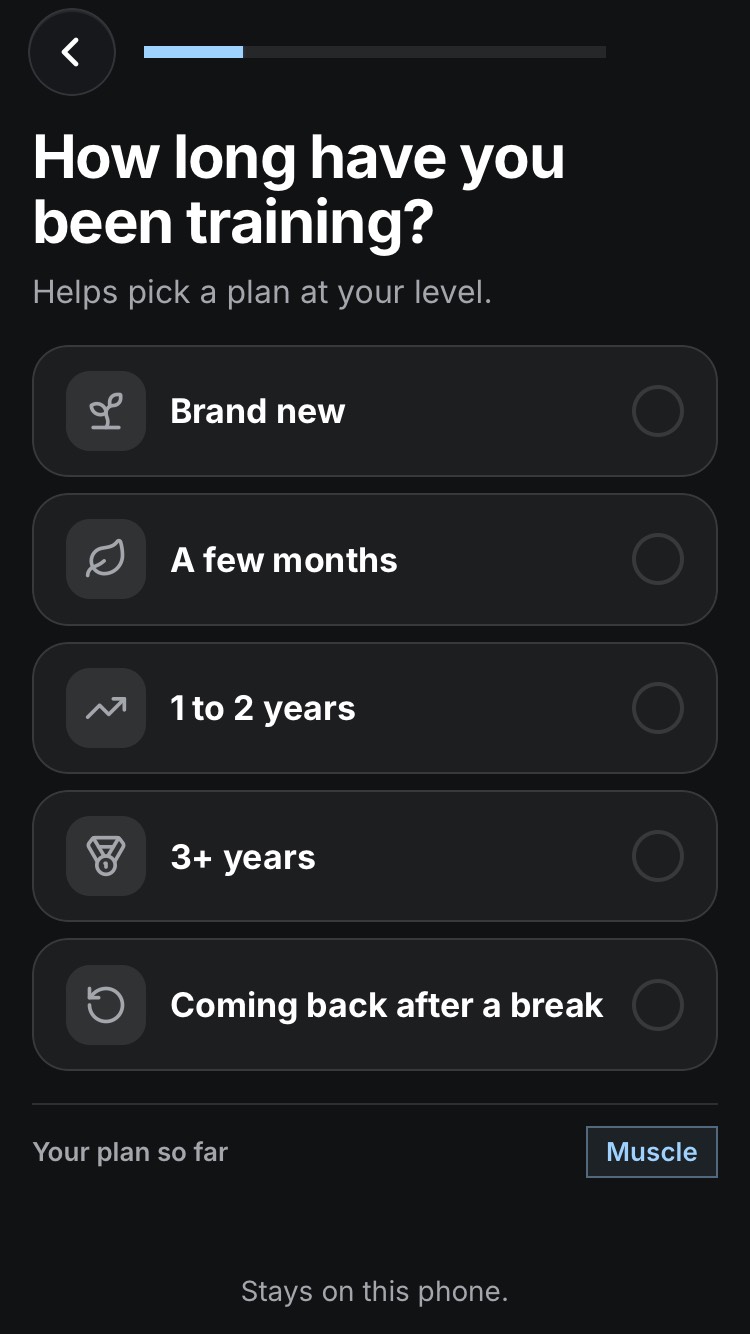 How long have you
been training?
Helps pick a plan at your level.
Brand new
A few months
1 to 2 years
3+ years
Coming back after a break
Your plan so far
Muscle
Stays on this phone.